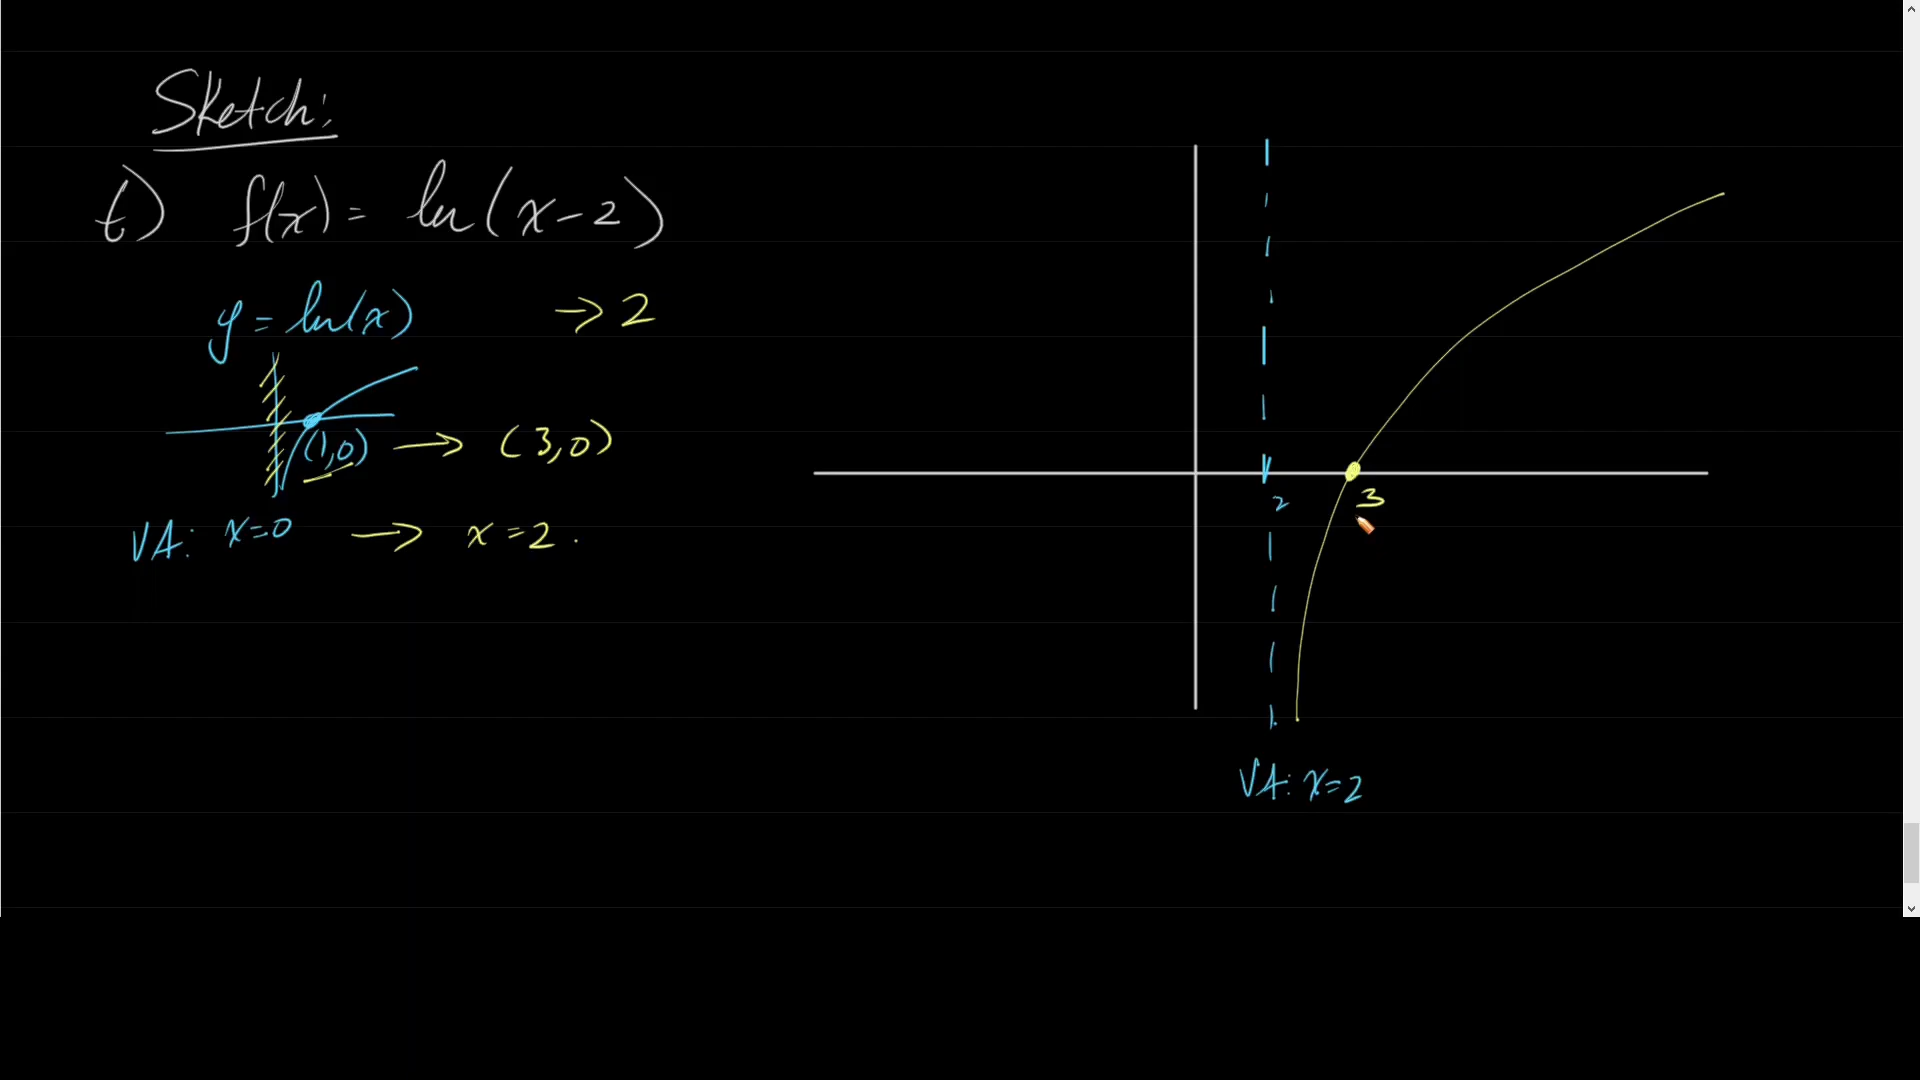 Sketch:
t) f(x) = ln(x-2)
y = ln(x) → 2
(1,0) → (3,0)
VA: x=0 → x=2.
2
3
VA: x=2